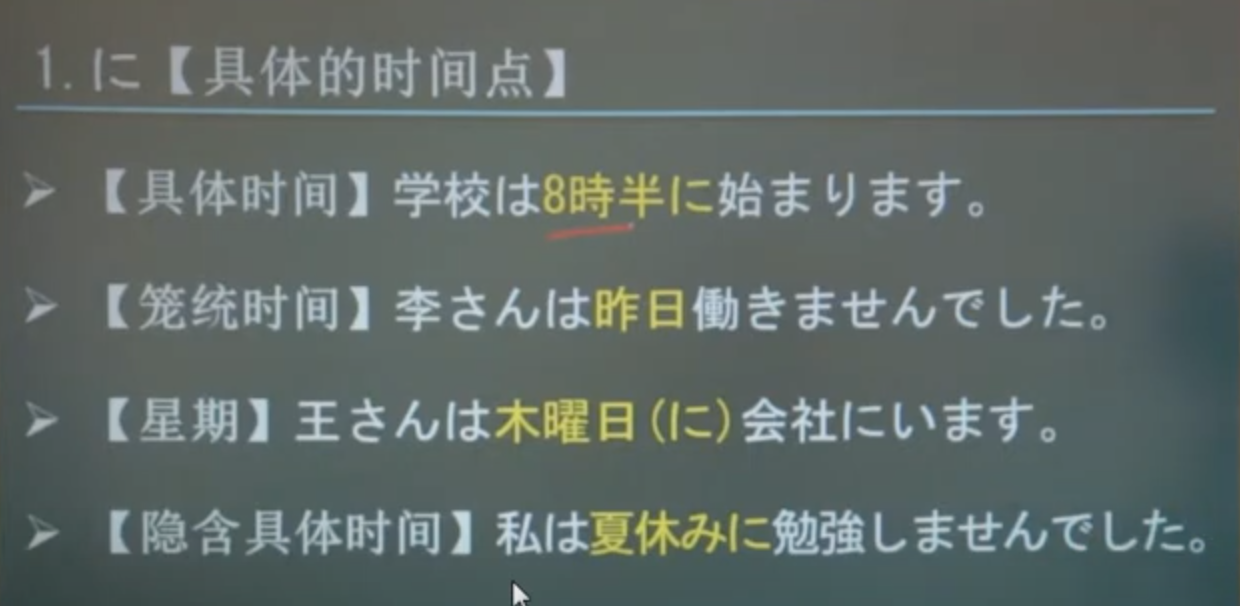 1.に【具体的时间点】
➢ 【具体时间】学校は8時半に始まります。
➢ 【笼统时间】李さんは昨日働きませんでした。
➢ 【星期】王さんは木曜日(に)会社にいます。
➢ 【隐含具体时间】私は夏休みに勉強しませんでした。